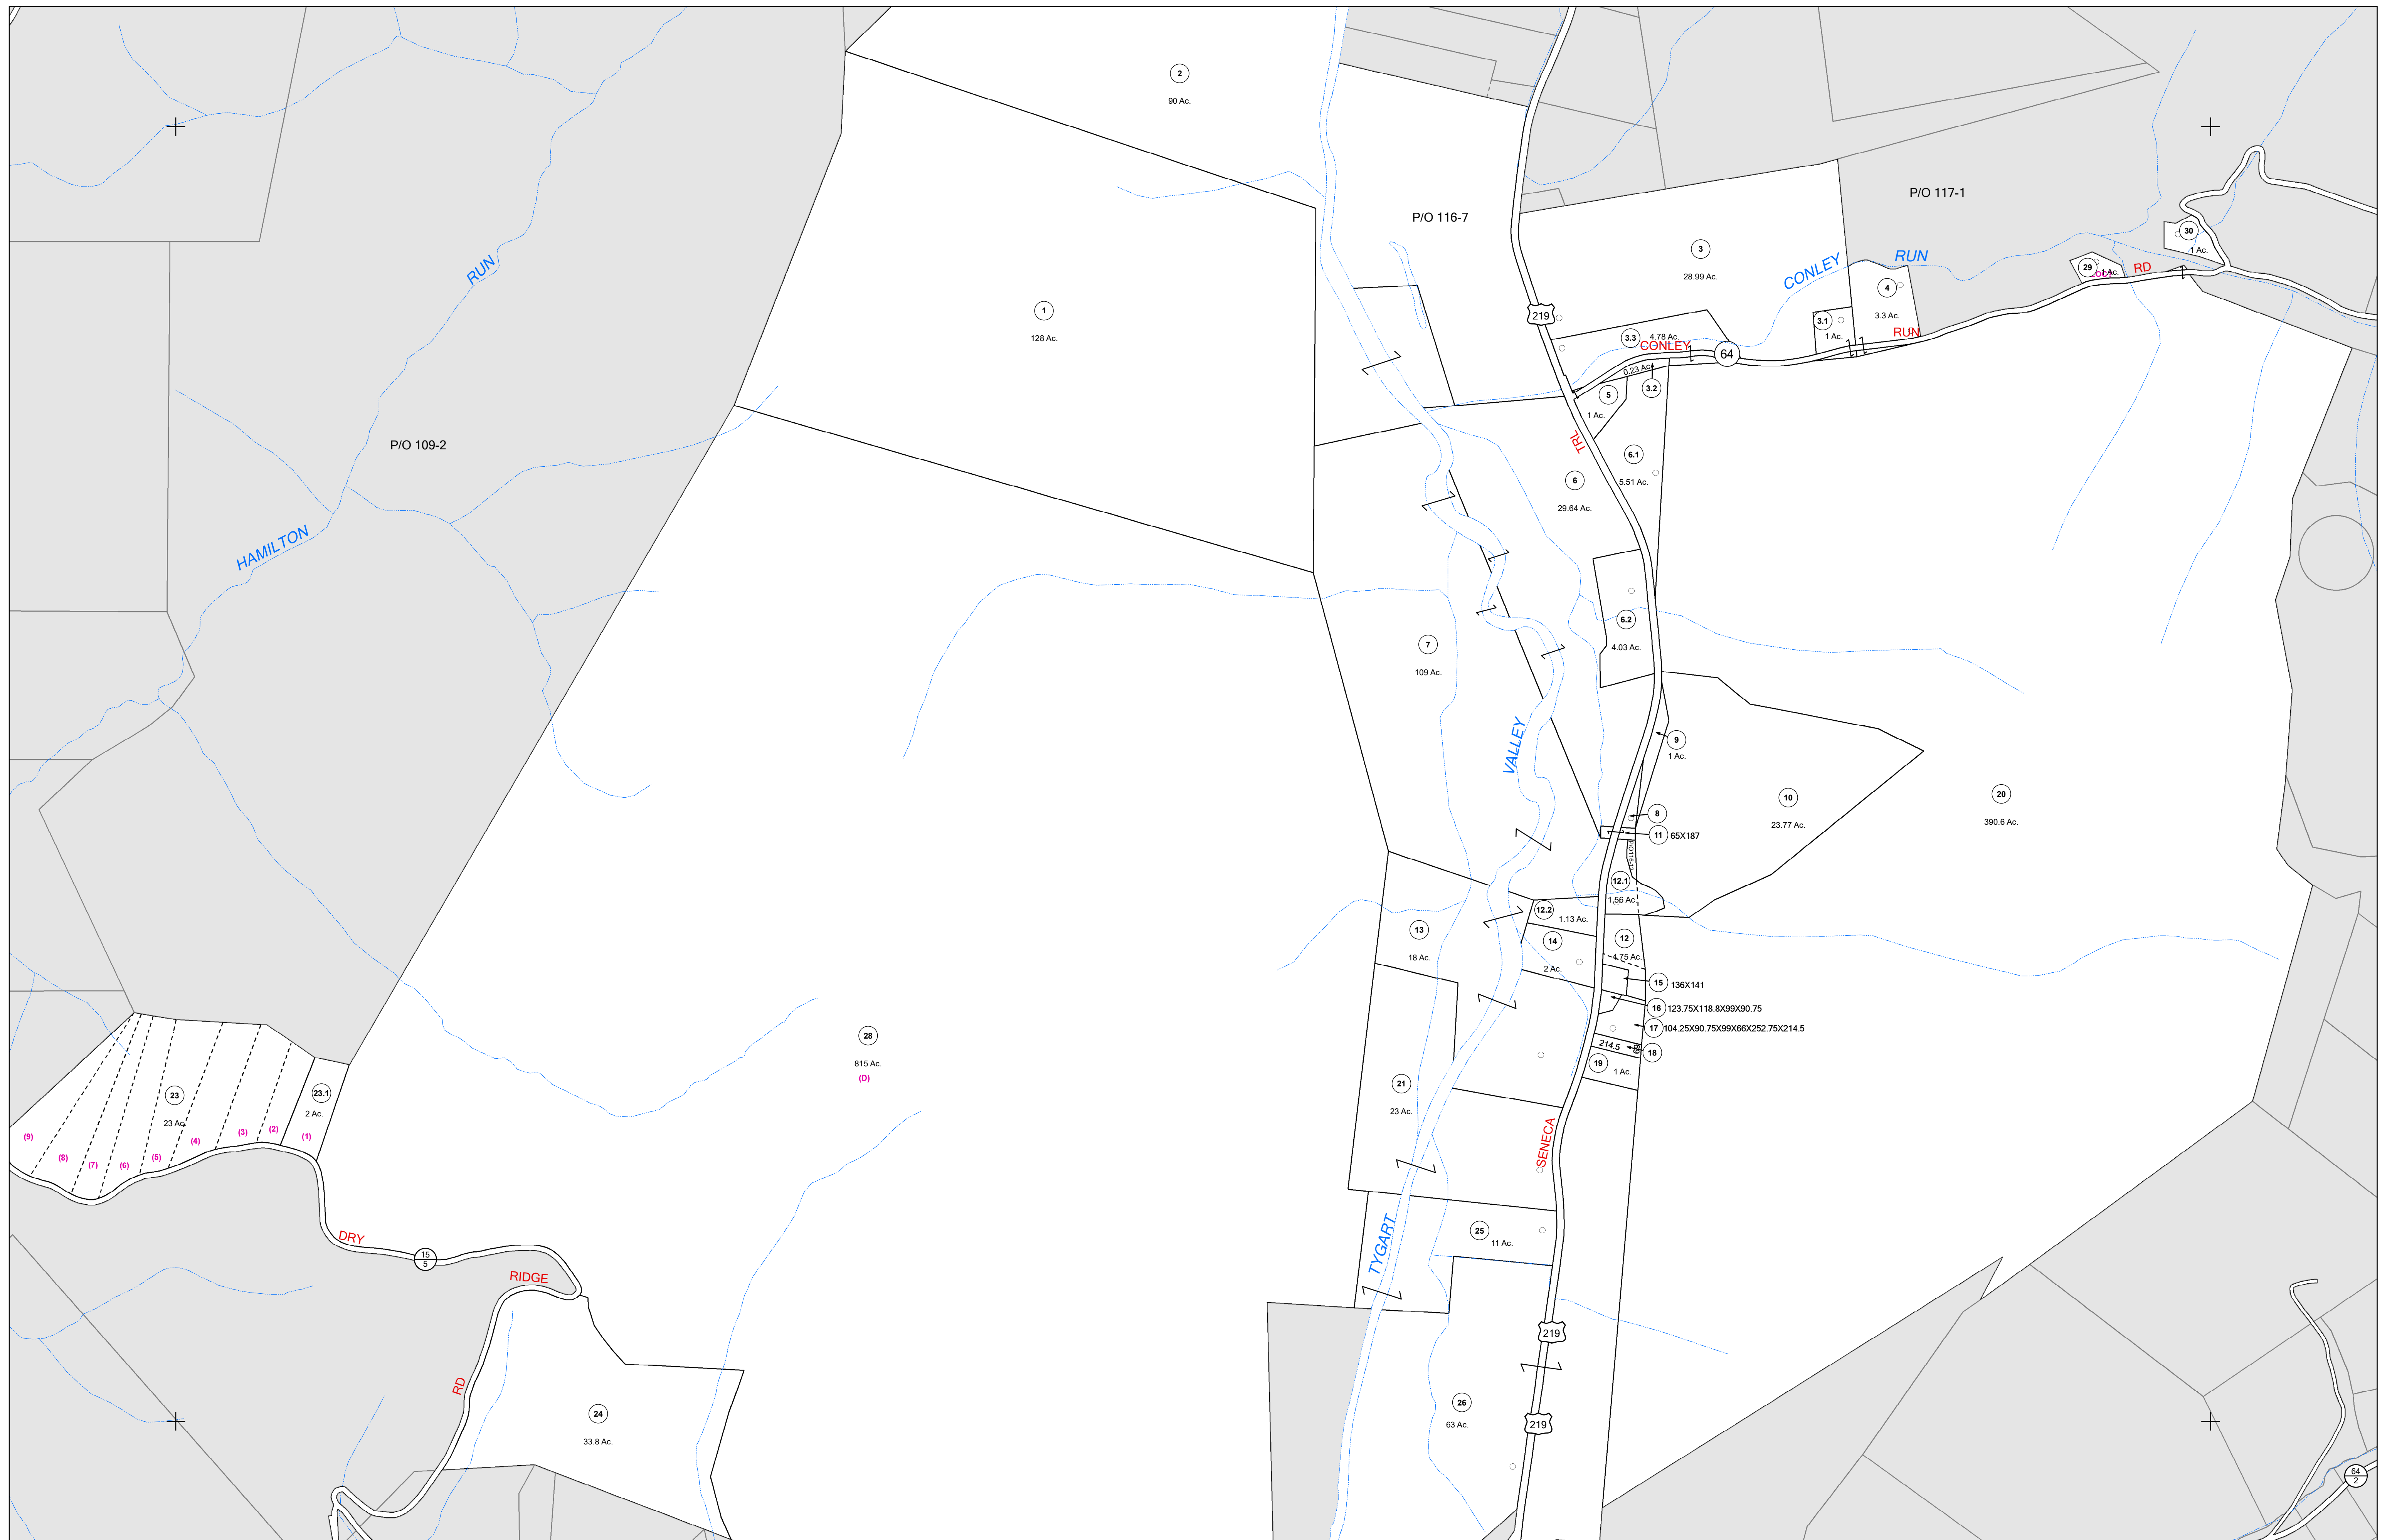 2
90 Ac.
P/O 117-1
P/O 116-7
30
1 Ac.
3
28.99 Ac.
CONLEY
RUN
29
1 Ac.
RD
RUN
4
3.3 Ac.
1
128 Ac.
219
3.1
1 Ac.
RUN
3.3
4.78 Ac.
CONLEY
64
0.23 Ac.
3.2
5
1 Ac.
P/O 109-2
TRL
6.1
5.51 Ac.
6
29.64 Ac.
HAMILTON
6.2
4.03 Ac.
7
109 Ac.
VALLEY
9
1 Ac.
10
23.77 Ac.
20
390.6 Ac.
8
11
65X187
12.1
1.56 Ac.
12.2
1.13 Ac.
13
18 Ac.
14
2 Ac.
12
4.75 Ac.
15
136X141
16
123.75X118.8X99X90.75
17
104.25X90.75X99X66X252.75X214.5
214.5
18
19
1 Ac.
28
815 Ac.
(D)
21
23 Ac.
23
23 Ac.
23.1
2 Ac.
(9)
(8)
(7)
(6)
(5)
(4)
(3)
(2)
(1)
SENECA
DRY
15
5
RIDGE
TYGART
25
11 Ac.
219
RD
24
33.8 Ac.
26
63 Ac.
219
64
2